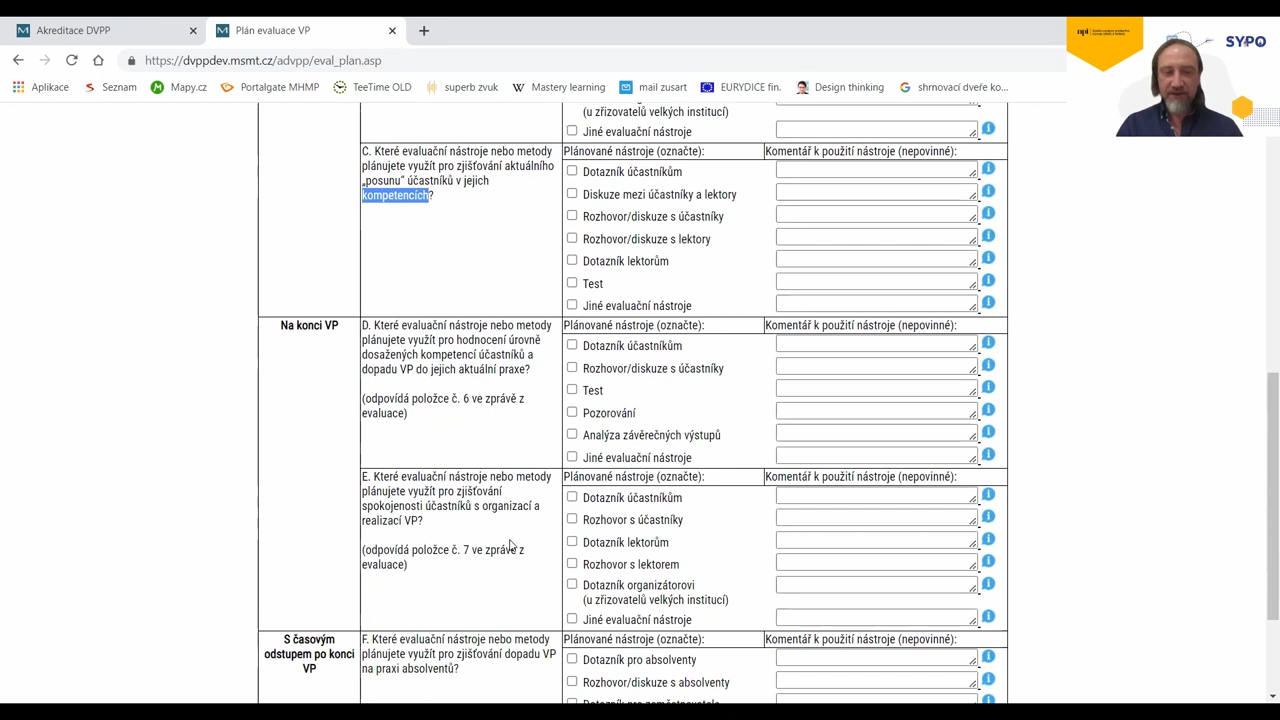 Akreditace DVPP
Plán evaluace VP
https://dvppdev.msmt.cz/advpp/eval_plan.asp
Aplikace Seznam Mapy.cz Portalgate MHMP TeeTime OLD superb zvuk Mastery learning mail zusart EURYDICE fin. Design thinking shrnovací dveře ko...
npi
SYPO
(u zřizovatelů velkých institucí)
Jiné evaluační nástroje
C. Které evaluační nástroje nebo metody
plánujete využít pro zjišťování aktuálního
„posunu“ účastníků v jejich
kompetencích?
Plánované nástroje (označte):
Komentář k použití nástroje (nepovinné):
Dotazník účastníkům
Diskuze mezi účastníky a lektory
Rozhovor/diskuze s účastníky
Rozhovor/diskuze s lektory
Dotazník lektorům
Test
Jiné evaluační nástroje
Na konci VP
D. Které evaluační nástroje nebo metody
plánujete využít pro hodnocení úrovně
dosažených kompetencí účastníků a
dopadu VP do jejich aktuální praxe?
(odpovídá položce č. 6 ve zprávě z
evaluace)
Plánované nástroje (označte):
Komentář k použití nástroje (nepovinné):
Dotazník účastníkům
Rozhovor/diskuze s účastníky
Test
Pozorování
Analýza závěrečných výstupů
Jiné evaluační nástroje
E. Které evaluační nástroje nebo metody
plánujete využít pro zjišťování
spokojenosti účastníků s organizací a
realizací VP?
(odpovídá položce č. 7 ve zprávě z
evaluace)
Plánované nástroje (označte):
Komentář k použití nástroje (nepovinné):
Dotazník účastníkům
Rozhovor s účastníky
Dotazník lektorům
Rozhovor s lektorem
Dotazník organizátorovi
(u zřizovatelů velkých institucí)
Jiné evaluační nástroje
S časovým
odstupem po konci
VP
F. Které evaluační nástroje nebo metody
plánujete využít pro zjišťování dopadu VP
na praxi absolventů?
Plánované nástroje (označte):
Komentář k použití nástroje (nepovinné):
Dotazník pro absolventy
Rozhovor/diskuze s absolventy